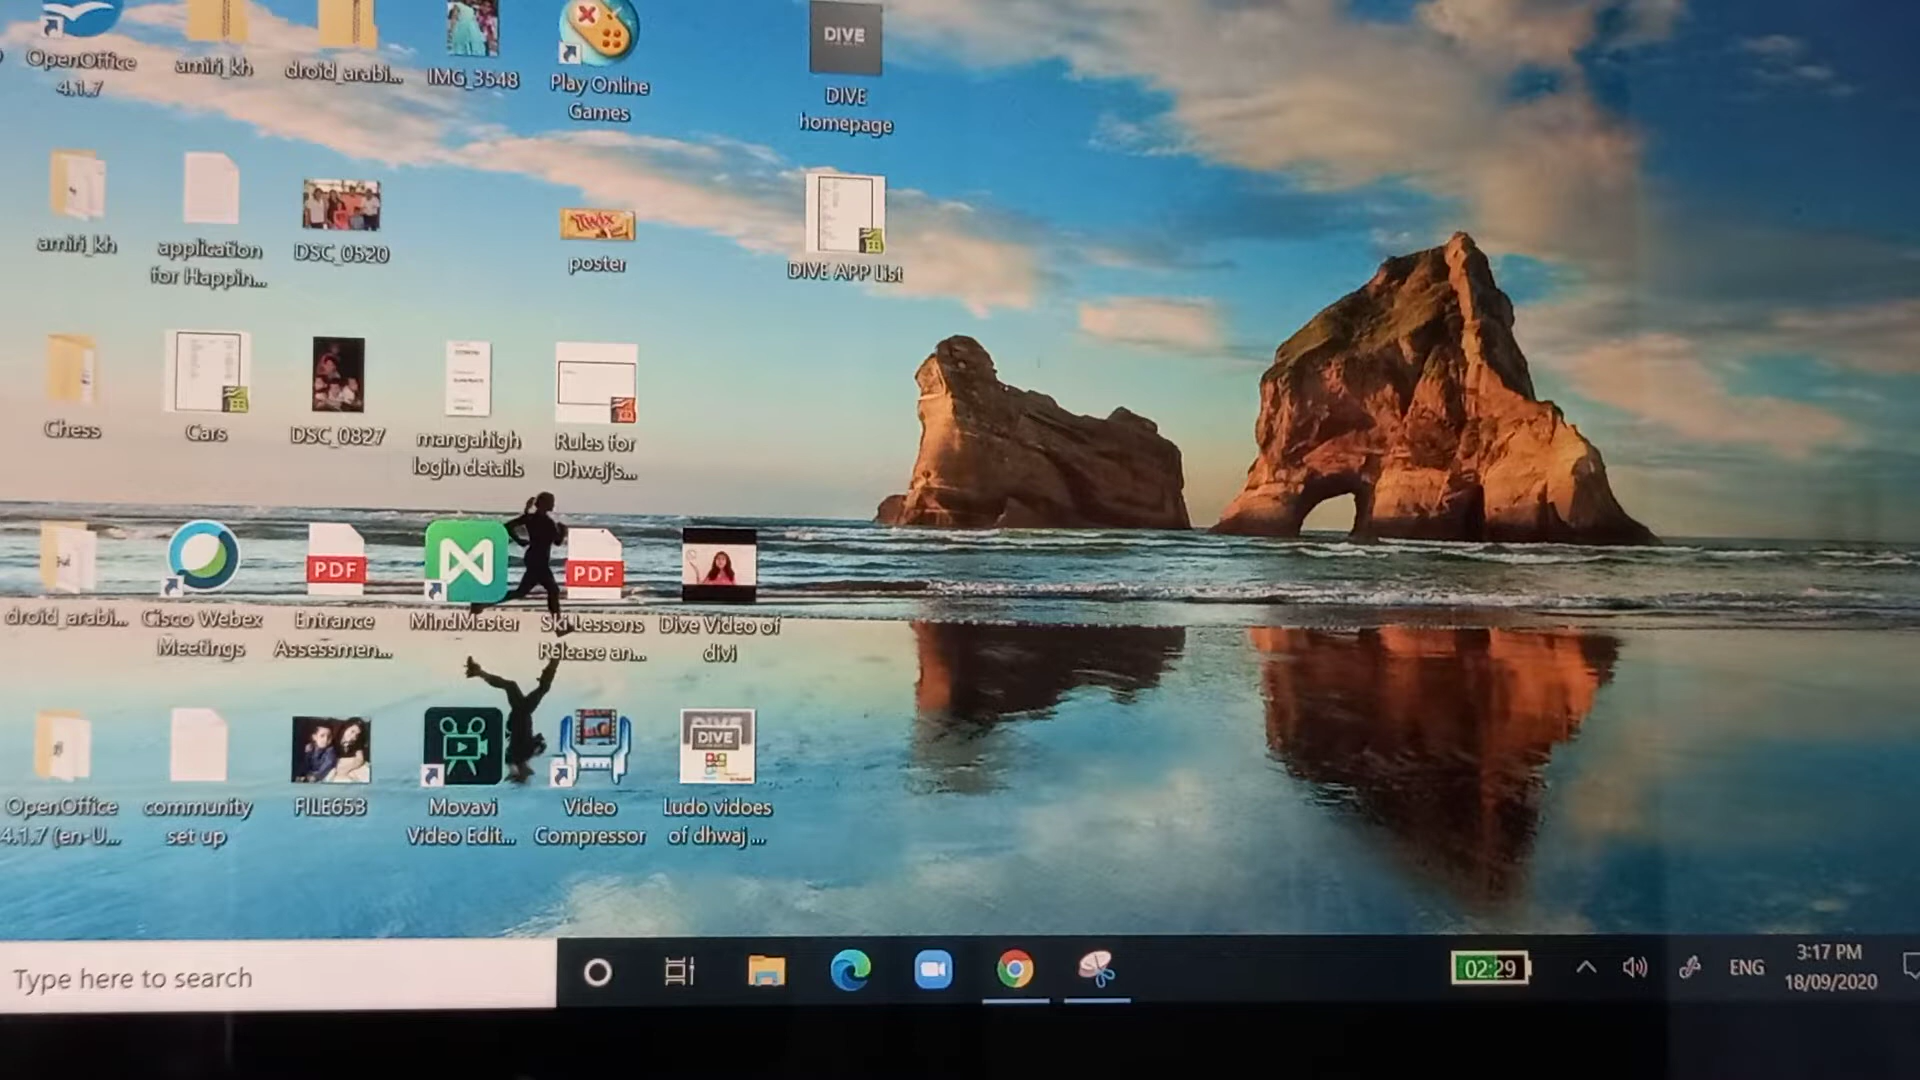 OpenOffice
4.1.7
amiri_kh
droid_arabi...
IMG_3548
Play Online
Games
DIVE
DIVE
homepage
amiri_kh
application
for Happin...
DSC_0520
TWIX
poster
DIVE APP List
Chess
Cars
DSC_0827
mangahigh
login details
Rules for
Dhwaj's...
droid_arabi...
Cisco Webex
Meetings
PDF
Entrance
Assessmen...
MindMaster
PDF
Ski Lessons
Release an...
Dive Video of
divi
OpenOffice
4.1.7 (en-U...
community
set up
FILE653
Movavi
Video Edit...
Video
Compressor
DIVE
Ludo vidoes
of dhwaj ...
Type here to search
02:29
ENG
3:17 PM
18/09/2020